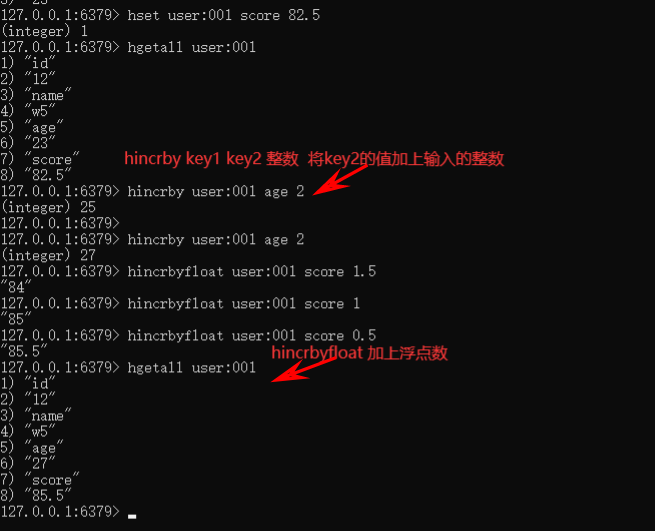 3) "23"
127.0.0.1:6379> hset user:001 score 82.5
(integer) 1
127.0.0.1:6379> hgetall user:001
1) "id"
2) "12"
3) "name"
4) "w5"
5) "age"
6) "23"
7) "score"
hincrby key1 key2 整数 将key2的值加上输入的整数
8) "82.5"
127.0.0.1:6379> hincrby user:001 age 2
(integer) 25
127.0.0.1:6379>
127.0.0.1:6379> hincrby user:001 age 2
(integer) 27
127.0.0.1:6379> hincrbyfloat user:001 score 1.5
"84"
127.0.0.1:6379> hincrbyfloat user:001 score 1
"85"
127.0.0.1:6379> hincrbyfloat user:001 score 0.5
"85.5"
hincrbyfloat 加上浮点数
127.0.0.1:6379> hgetall user:001
1) "id"
2) "12"
3) "name"
4) "w5"
5) "age"
6) "27"
7) "score"
8) "85.5"
127.0.0.1:6379>